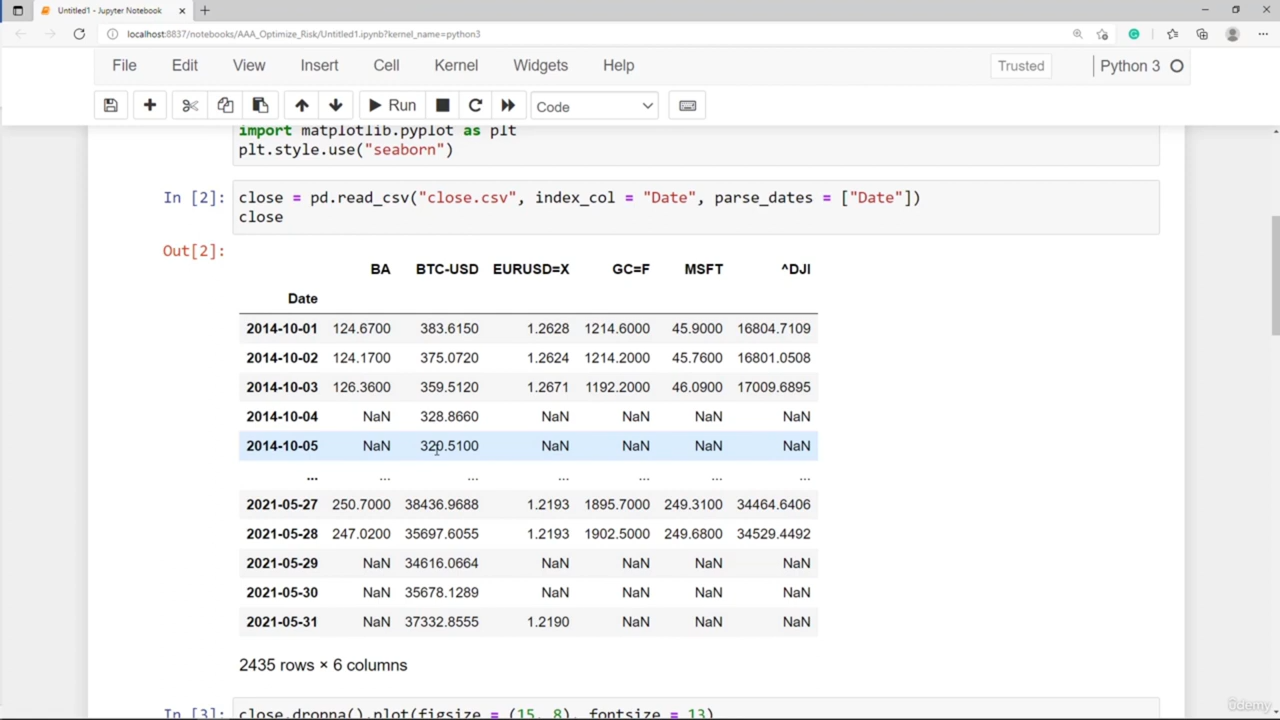 Untitled1 - Jupyter Notebook
localhost:8837/notebooks/AAA_Optimize_Risk/Untitled1.ipynb?kernel_name=python3
File Edit View Insert Cell Kernel Widgets Help Trusted Python 3
Run Code
import matplotlib.pyplot as plt
plt.style.use("seaborn")
In [2]: close = pd.read_csv("close.csv", index_col = "Date", parse_dates = ["Date"])
close
Out[2]:
BA BTC-USD EURUSD=X GC=F MSFT ^DJI
Date
2014-10-01 124.6700 383.6150 1.2628 1214.6000 45.9000 16804.7109
2014-10-02 124.1700 375.0720 1.2624 1214.2000 45.7600 16801.0508
2014-10-03 126.3600 359.5120 1.2671 1192.2000 46.0900 17009.6895
2014-10-04 NaN 328.8660 NaN NaN NaN NaN
2014-10-05 NaN 320.5100 NaN NaN NaN NaN
... ... ... ... ... ... ...
2021-05-27 250.7000 38436.9688 1.2193 1895.7000 249.3100 34464.6406
2021-05-28 247.0200 35697.6055 1.2193 1902.5000 249.6800 34529.4492
2021-05-29 NaN 34616.0664 NaN NaN NaN NaN
2021-05-30 NaN 35678.1289 NaN NaN NaN NaN
2021-05-31 NaN 37332.8555 1.2190 NaN NaN NaN
2435 rows × 6 columns
In [3]: close.dropna().plot(figsize = (15, 8), fontsize = 13)
ûdemy